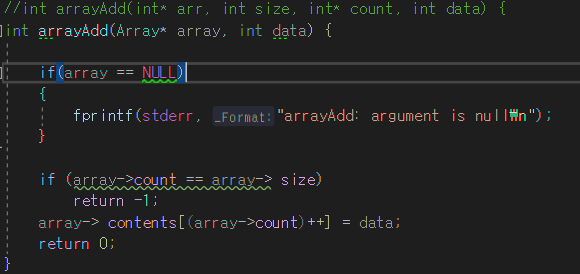 //int arrayAdd(int* arr, int size, int* count, int data) {
int arrayAdd(Array* array, int data) {
if(array == NULL)
{
fprintf(stderr, _Format: "arrayAdd: argument is null₩n");
}
if (array->count == array-> size)
return -1;
array-> contents[(array->count)++] = data;
return 0;
}